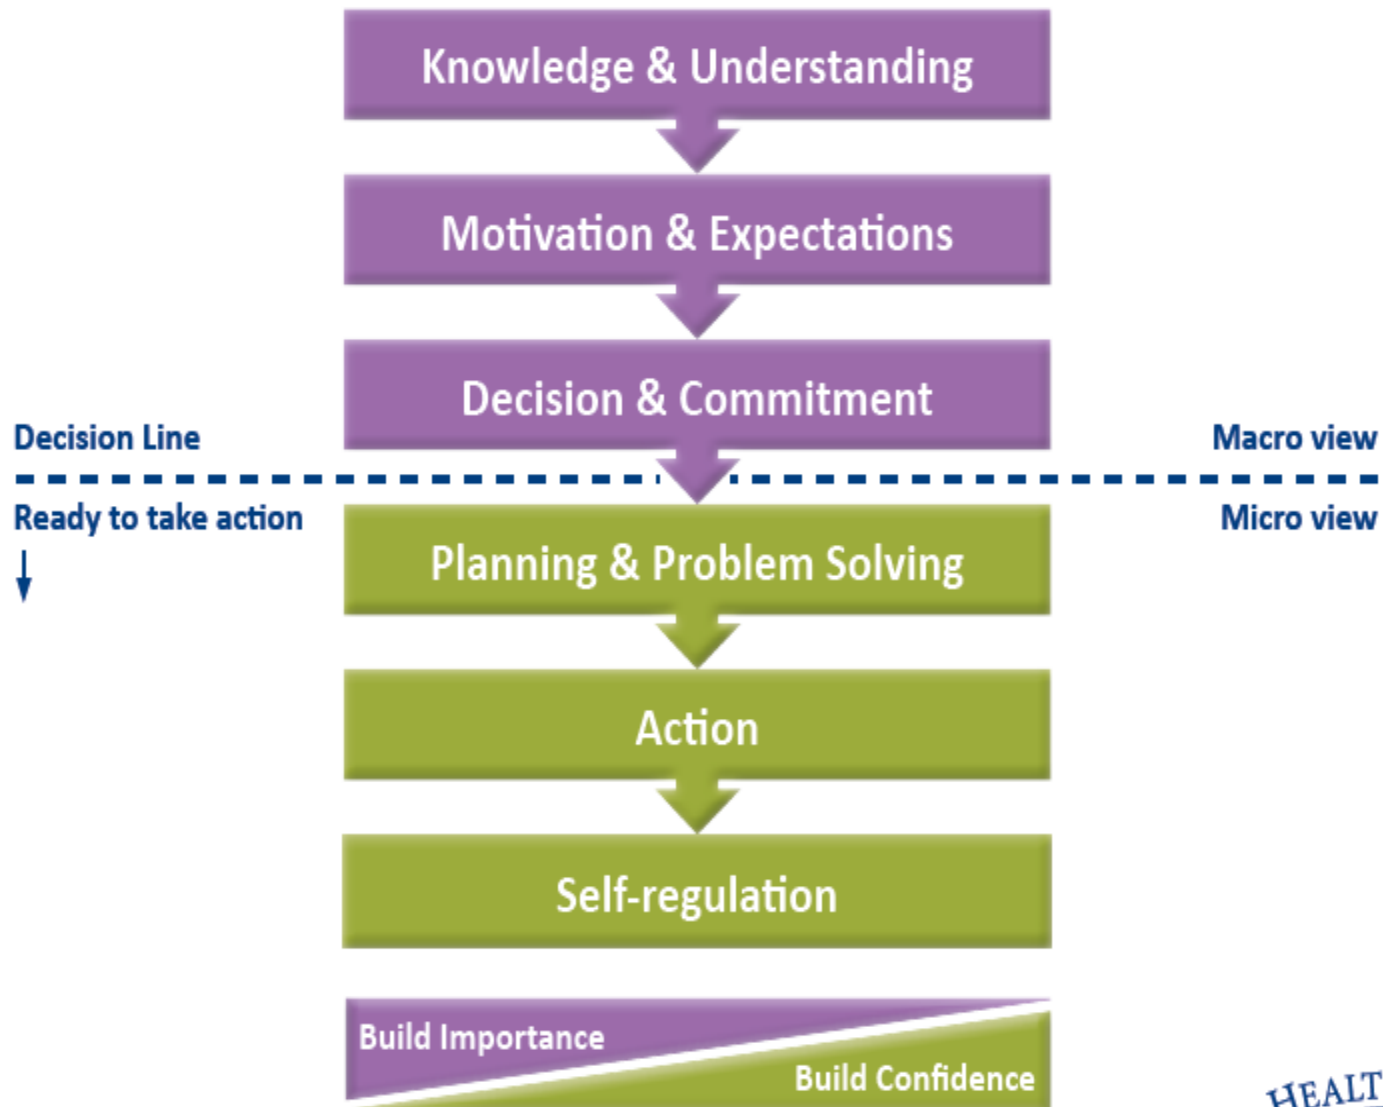 Knowledge & Understanding
Motivation & Expectations
Decision & Commitment
Decision Line
Macro view
Ready to take action
Micro view
Planning & Problem Solving
Action
Self-regulation
Build Importance
Build Confidence